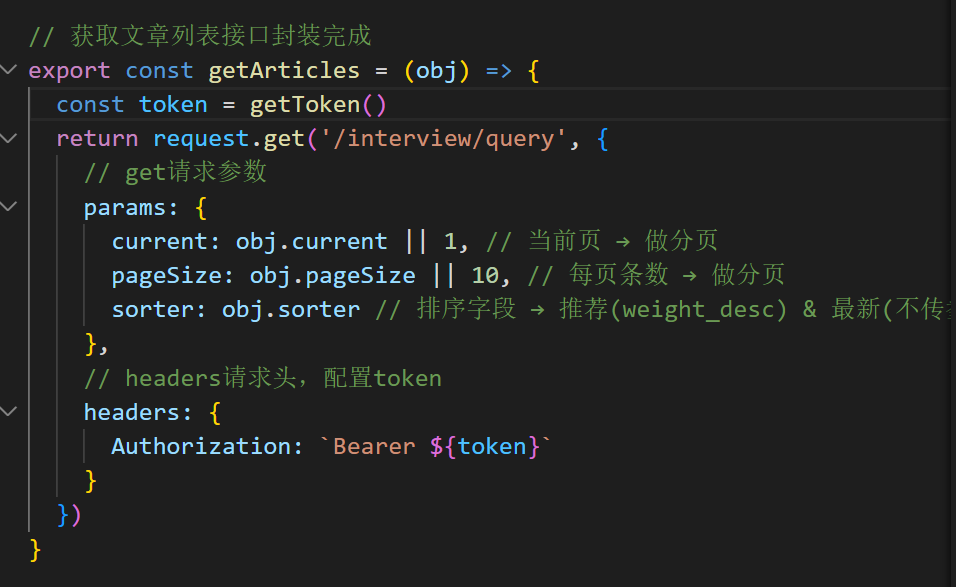 // 获取文章列表接口封装完成
export const getArticles = (obj) => {
const token = getToken()
return request.get('/interview/query', {
// get请求参数
params: {
current: obj.current || 1, // 当前页 → 做分页
pageSize: obj.pageSize || 10, // 每页条数 → 做分页
sorter: obj.sorter // 排序字段 → 推荐(weight_desc) & 最新(不传
},
// headers请求头，配置token
headers: {
Authorization: `Bearer ${token}`
}
})
}